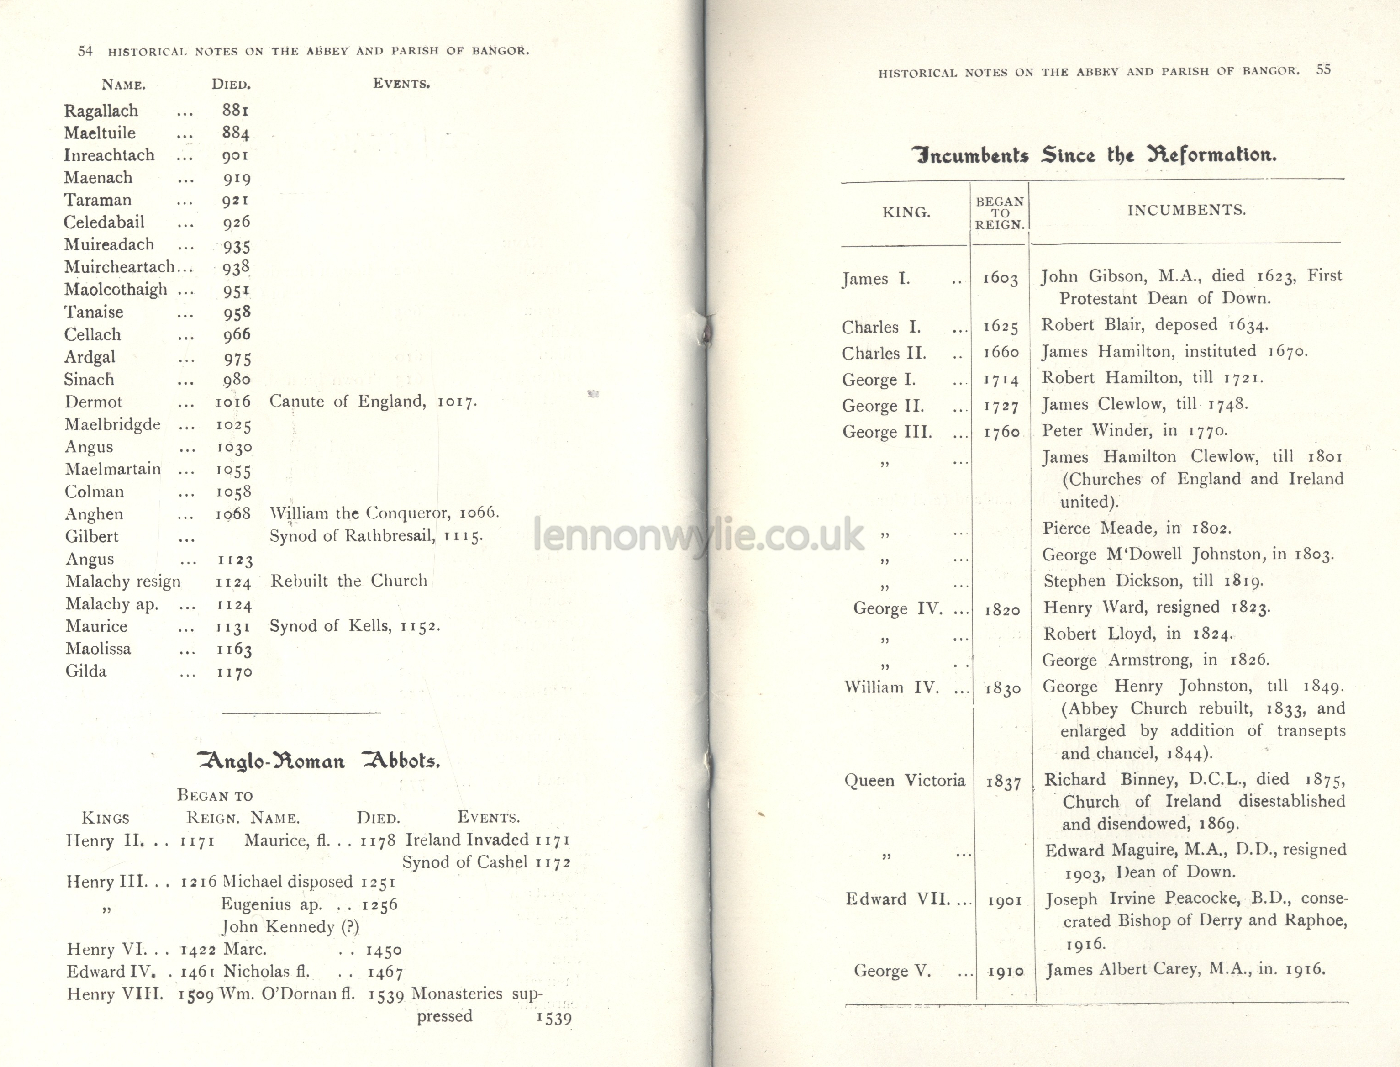 54 HISTORICAL NOTES ON THE ABBEY AND PARISH OF BANGOR.
NAME. DIED. EVENTS.
Ragallach ... 881
Maeltuile ... 884
Inreachtach ... 901
Maenach ... 919
Taraman ... 921
Celedabail ... 926
Muireadach ... 935
Muircheartach... 938
Maolcothaigh ... 951
Tanaise ... 958
Cellach ... 966
Ardgal ... 975
Sinach ... 980
Dermot ... 1016 Canute of England, 1017.
Maelbridgde ... 1025
Angus ... 1030
Maelmartain ... 1055
Colman ... 1058
Anghen ... 1068 William the Conqueror, 1066.
Gilbert ... Synod of Rathbresail, 1115.
Angus ... 1123
Malachy resign 1124 Rebuilt the Church
Malachy ap. ... 1124
Maurice ... 1131 Synod of Kells, 1152.
Maolissa ... 1163
Gilda ... 1170
Anglo-Roman Abbots.
BEGAN TO
KINGS REIGN. NAME. DIED. EVENTS.
Henry II. . . 1171 Maurice, fl. . . 1178 Ireland Invaded 1171
Synod of Cashel 1172
Henry III. . . 1216 Michael disposed 1251
„ Eugenius ap. . . 1256
John Kennedy (?)
Henry VI. . . 1422 Marc. . . 1450
Edward IV. . 1461 Nicholas fl. . . 1467
Henry VIII. 1509 Wm. O'Dornan fl. 1539 Monasteries sup-
pressed 1539
HISTORICAL NOTES ON THE ABBEY AND PARISH OF BANGOR. 55
Incumbents Since the Reformation.
KING. BEGAN TO REIGN. INCUMBENTS.
James I. .. 1603 John Gibson, M.A., died 1623, First
Protestant Dean of Down.
Charles I. ... 1625 Robert Blair, deposed 1634.
Charles II. .. 1660 James Hamilton, instituted 1670.
George I. ... 1714 Robert Hamilton, till 1721.
George II. ... 1727 James Clewlow, till 1748.
George III. ... 1760 Peter Winder, in 1770.
„ ... James Hamilton Clewlow, till 1801
(Churches of England and Ireland
united).
„ ... Pierce Meade, in 1802.
„ ... George M'Dowell Johnston, in 1803.
„ ... Stephen Dickson, till 1819.
George IV. ... 1820 Henry Ward, resigned 1823.
„ ... Robert Lloyd, in 1824.
„ .. George Armstrong, in 1826.
William IV. ... 1830 George Henry Johnston, till 1849.
(Abbey Church rebuilt, 1833, and
enlarged by addition of transepts
and chancel, 1844).
Queen Victoria 1837 Richard Binney, D.C.L., died 1875,
Church of Ireland disestablished
and disendowed, 1869.
„ ... Edward Maguire, M.A., D.D., resigned
1903, Dean of Down.
Edward VII. ... 1901 Joseph Irvine Peacocke, B.D., conse-
crated Bishop of Derry and Raphoe,
1916.
George V. ... 1910 James Albert Carey, M.A., in. 1916.
lennonwylie.co.uk